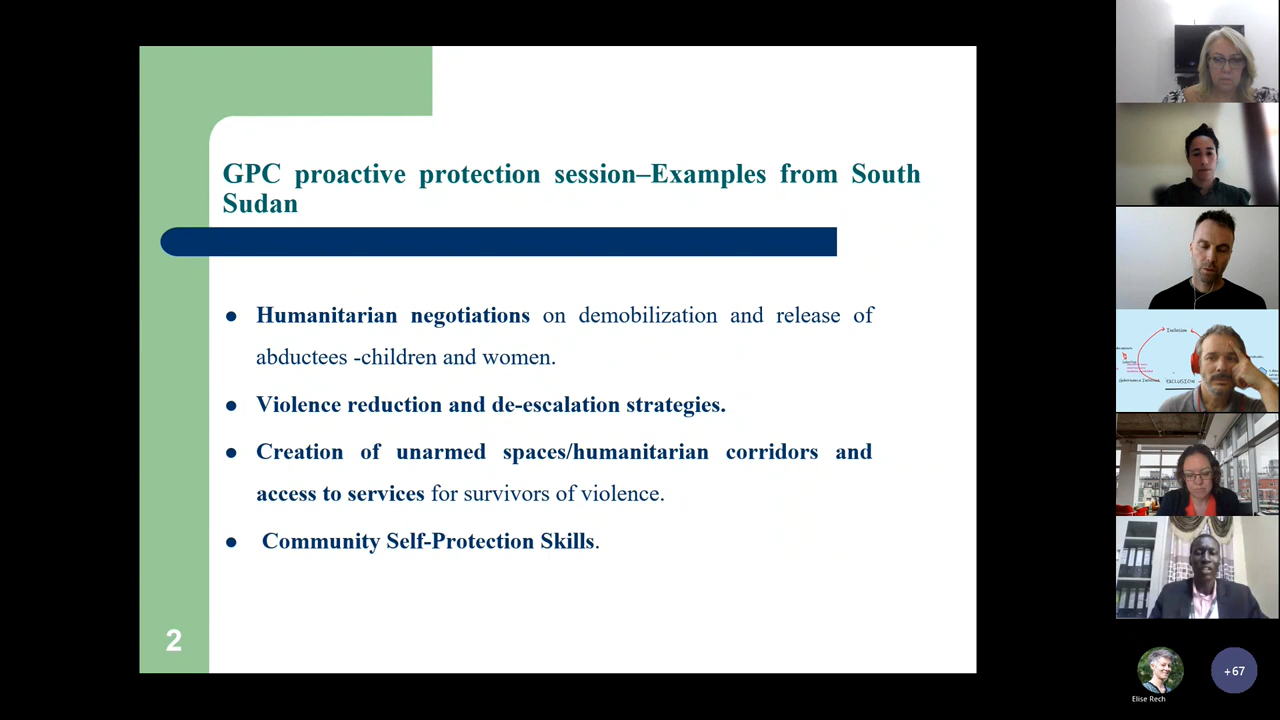 GPC proactive protection session–Examples from South
Sudan
● Humanitarian negotiations on demobilization and release of
abductees -children and women.
● Violence reduction and de-escalation strategies.
● Creation of unarmed spaces/humanitarian corridors and
access to services for survivors of violence.
● Community Self-Protection Skills.
2
Inclusion
EXCLUSION
+67
Elise Rech